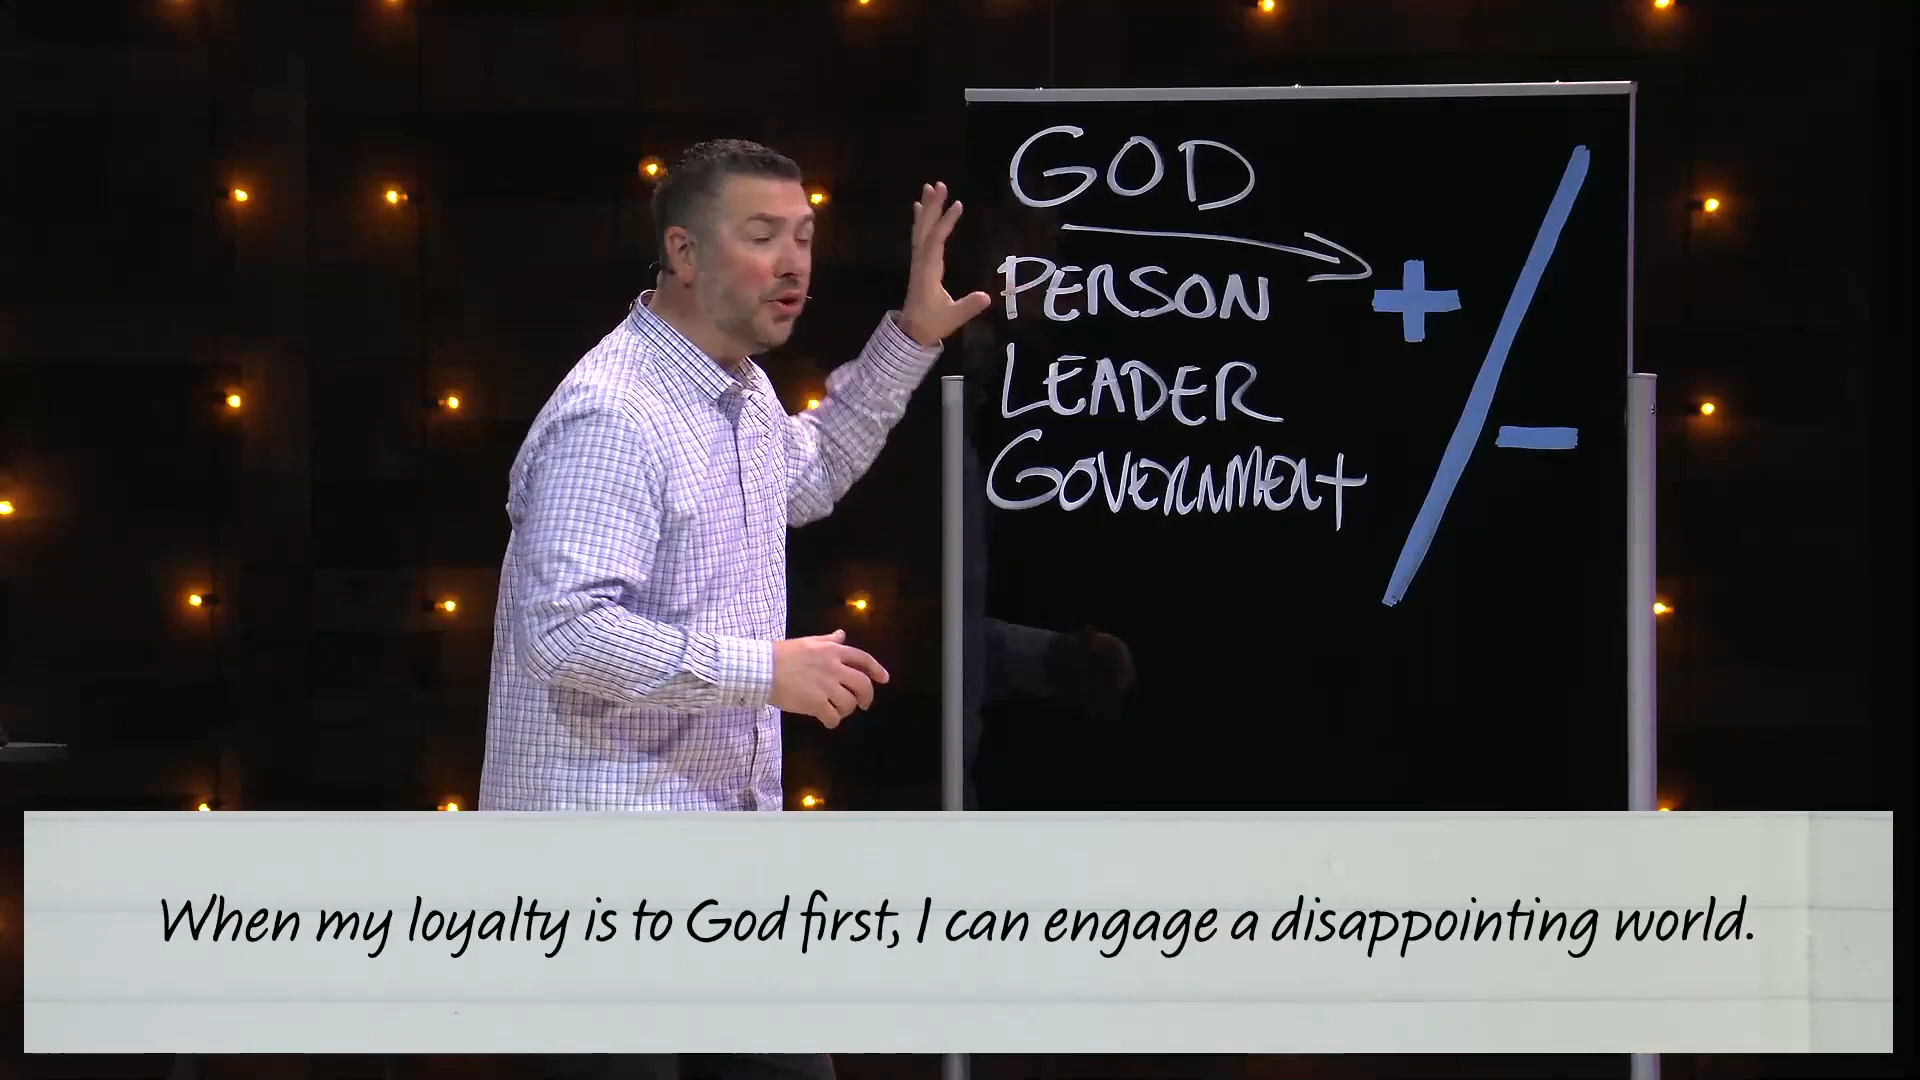 GOD
PERSON
LEADER
GOVERNMENt
+ / -
When my loyalty is to God first, I can engage a disappointing world.